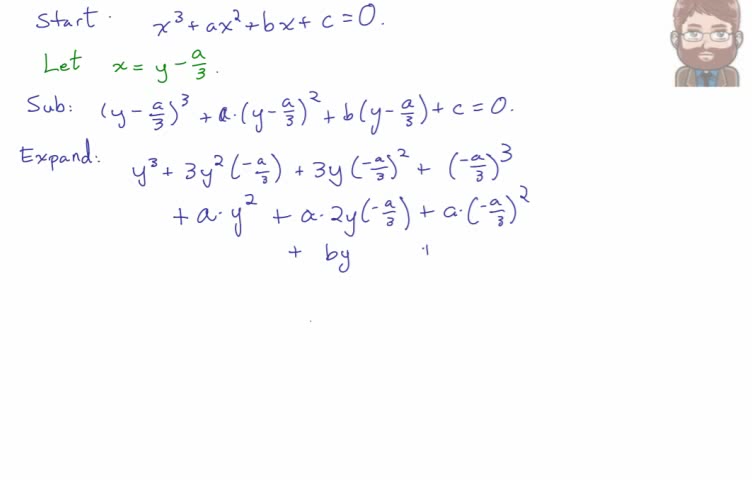 Start: x³ + ax² + bx + c = 0.
Let x = y - a/3.
Sub: (y - a/3)³ + a·(y - a/3)² + b(y - a/3) + c = 0.
Expand: y³ + 3y²(-a/3) + 3y(-a/3)² + (-a/3)³
+ a·y² + a·2y(-a/3) + a·(-a/3)²
+ by +